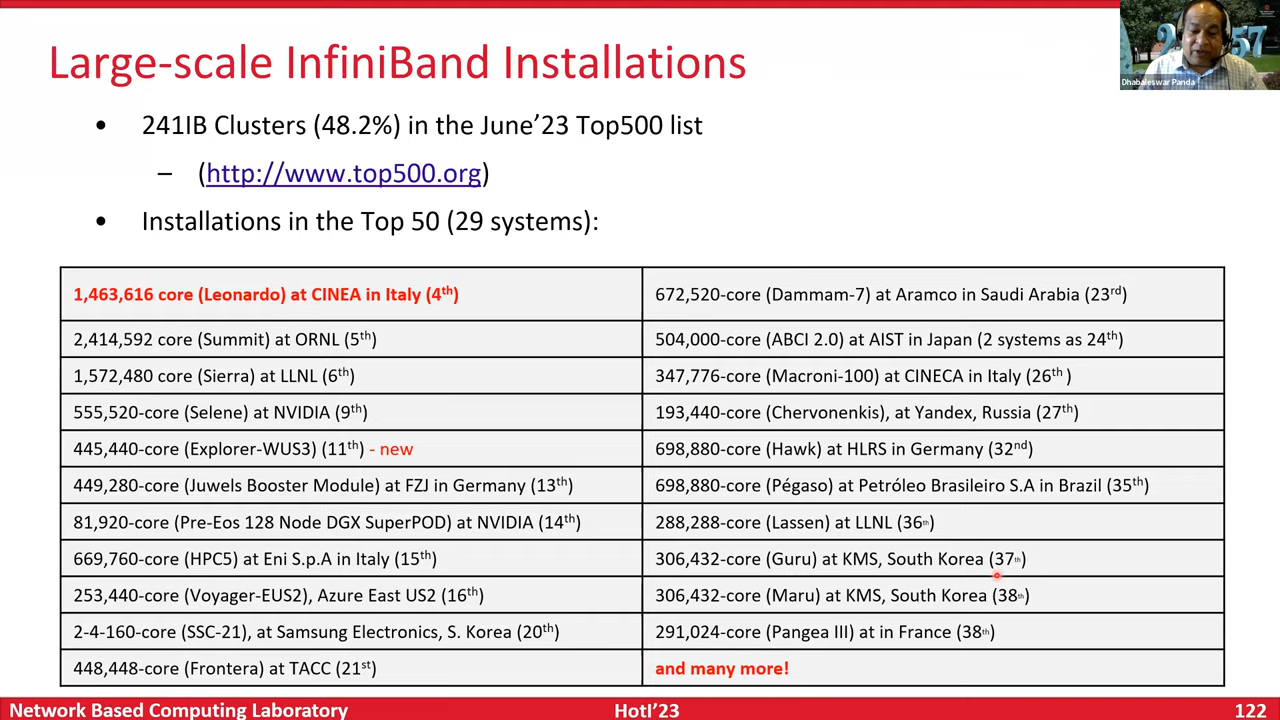 Large-scale InfiniBand Installations
Dhabaleswar Panda
• 241IB Clusters (48.2%) in the June’23 Top500 list
– (http://www.top500.org)
• Installations in the Top 50 (29 systems):
1,463,616 core (Leonardo) at CINEA in Italy (4th)
2,414,592 core (Summit) at ORNL (5th)
1,572,480 core (Sierra) at LLNL (6th)
555,520-core (Selene) at NVIDIA (9th)
445,440-core (Explorer-WUS3) (11th) - new
449,280-core (Juwels Booster Module) at FZJ in Germany (13th)
81,920-core (Pre-Eos 128 Node DGX SuperPOD) at NVIDIA (14th)
669,760-core (HPC5) at Eni S.p.A in Italy (15th)
253,440-core (Voyager-EUS2), Azure East US2 (16th)
2-4-160-core (SSC-21), at Samsung Electronics, S. Korea (20th)
448,448-core (Frontera) at TACC (21st)
672,520-core (Dammam-7) at Aramco in Saudi Arabia (23rd)
504,000-core (ABCI 2.0) at AIST in Japan (2 systems as 24th)
347,776-core (Macroni-100) at CINECA in Italy (26th )
193,440-core (Chervonenkis), at Yandex, Russia (27th)
698,880-core (Hawk) at HLRS in Germany (32nd)
698,880-core (Pégaso) at Petróleo Brasileiro S.A in Brazil (35th)
288,288-core (Lassen) at LLNL (36th)
306,432-core (Guru) at KMS, South Korea (37th)
306,432-core (Maru) at KMS, South Korea (38th)
291,024-core (Pangea III) at in France (38th)
and many more!
Network Based Computing Laboratory
HotI’23
122